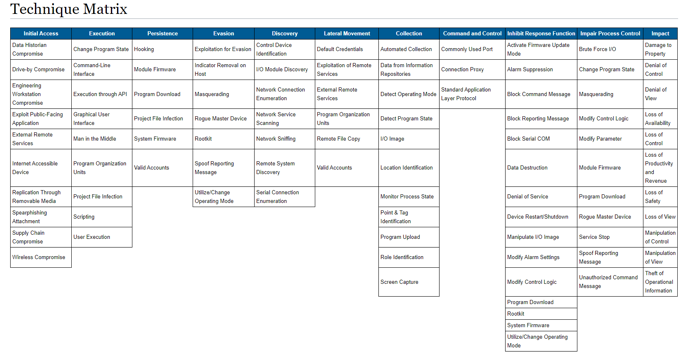 Technique Matrix
Initial Access
Execution
Persistence
Evasion
Discovery
Lateral Movement
Collection
Command and Control
Inhibit Response Function
Impair Process Control
Impact
Data Historian
Compromise
Change Program State
Hooking
Exploitation for Evasion
Control Device
Identification
Default Credentials
Automated Collection
Commonly Used Port
Activate Firmware Update
Mode
Brute Force I/O
Damage to
Property
Drive-by Compromise
Command-Line
Interface
Module Firmware
Indicator Removal on
Host
I/O Module Discovery
Exploitation of Remote
Services
Data from Information
Repositories
Connection Proxy
Alarm Suppression
Change Program State
Denial of
Control
Engineering
Workstation
Compromise
Execution through API
Program Download
Masquerading
Network Connection
Enumeration
External Remote
Services
Detect Operating Mode
Standard Application
Layer Protocol
Block Command Message
Masquerading
Denial of
View
Exploit Public-Facing
Application
Graphical User
Interface
Project File Infection
Rogue Master Device
Network Service
Scanning
Program Organization
Units
Detect Program State
Block Reporting Message
Modify Control Logic
Loss of
Availability
External Remote
Services
Man in the Middle
System Firmware
Rootkit
Network Sniffing
Remote File Copy
I/O Image
Block Serial COM
Modify Parameter
Loss of
Control
Internet Accessible
Device
Program Organization
Units
Valid Accounts
Spoof Reporting
Message
Remote System
Discovery
Valid Accounts
Location Identification
Data Destruction
Module Firmware
Loss of
Productivity
and
Revenue
Replication Through
Removable Media
Project File Infection
Utilize/Change
Operating Mode
Serial Connection
Enumeration
Monitor Process State
Denial of Service
Program Download
Loss of
Safety
Spearphishing
Attachment
Scripting
Point & Tag
Identification
Device Restart/Shutdown
Rogue Master Device
Loss of View
Supply Chain
Compromise
User Execution
Program Upload
Manipulate I/O Image
Service Stop
Manipulation
of Control
Wireless Compromise
Role Identification
Modify Alarm Settings
Spoof Reporting
Message
Manipulation
of View
Screen Capture
Modify Control Logic
Unauthorized Command
Message
Theft of
Operational
Information
Program Download
Rootkit
System Firmware
Utilize/Change Operating
Mode